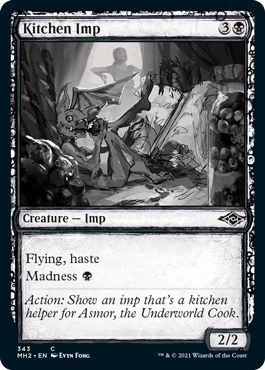 Kitchen Imp 3
Creature — Imp
Flying, haste
Madness
Action: Show an imp that's a kitchen
helper for Asmor, the Underworld Cook.
2/2
343 C
MH2 • EN EVYN FONG
™ & © 2021 Wizards of the Coast